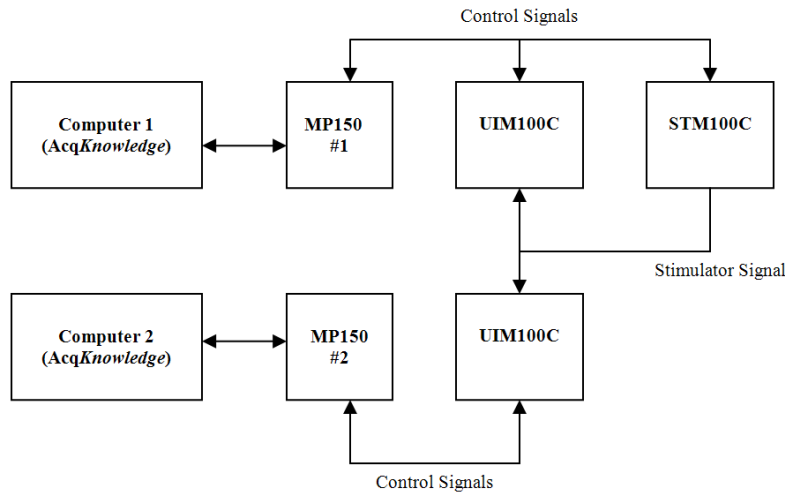 Control Signals
Computer 1
(AcqKnowledge)
MP150
#1
UIM100C
STM100C
Stimulator Signal
Computer 2
(AcqKnowledge)
MP150
#2
UIM100C
Control Signals